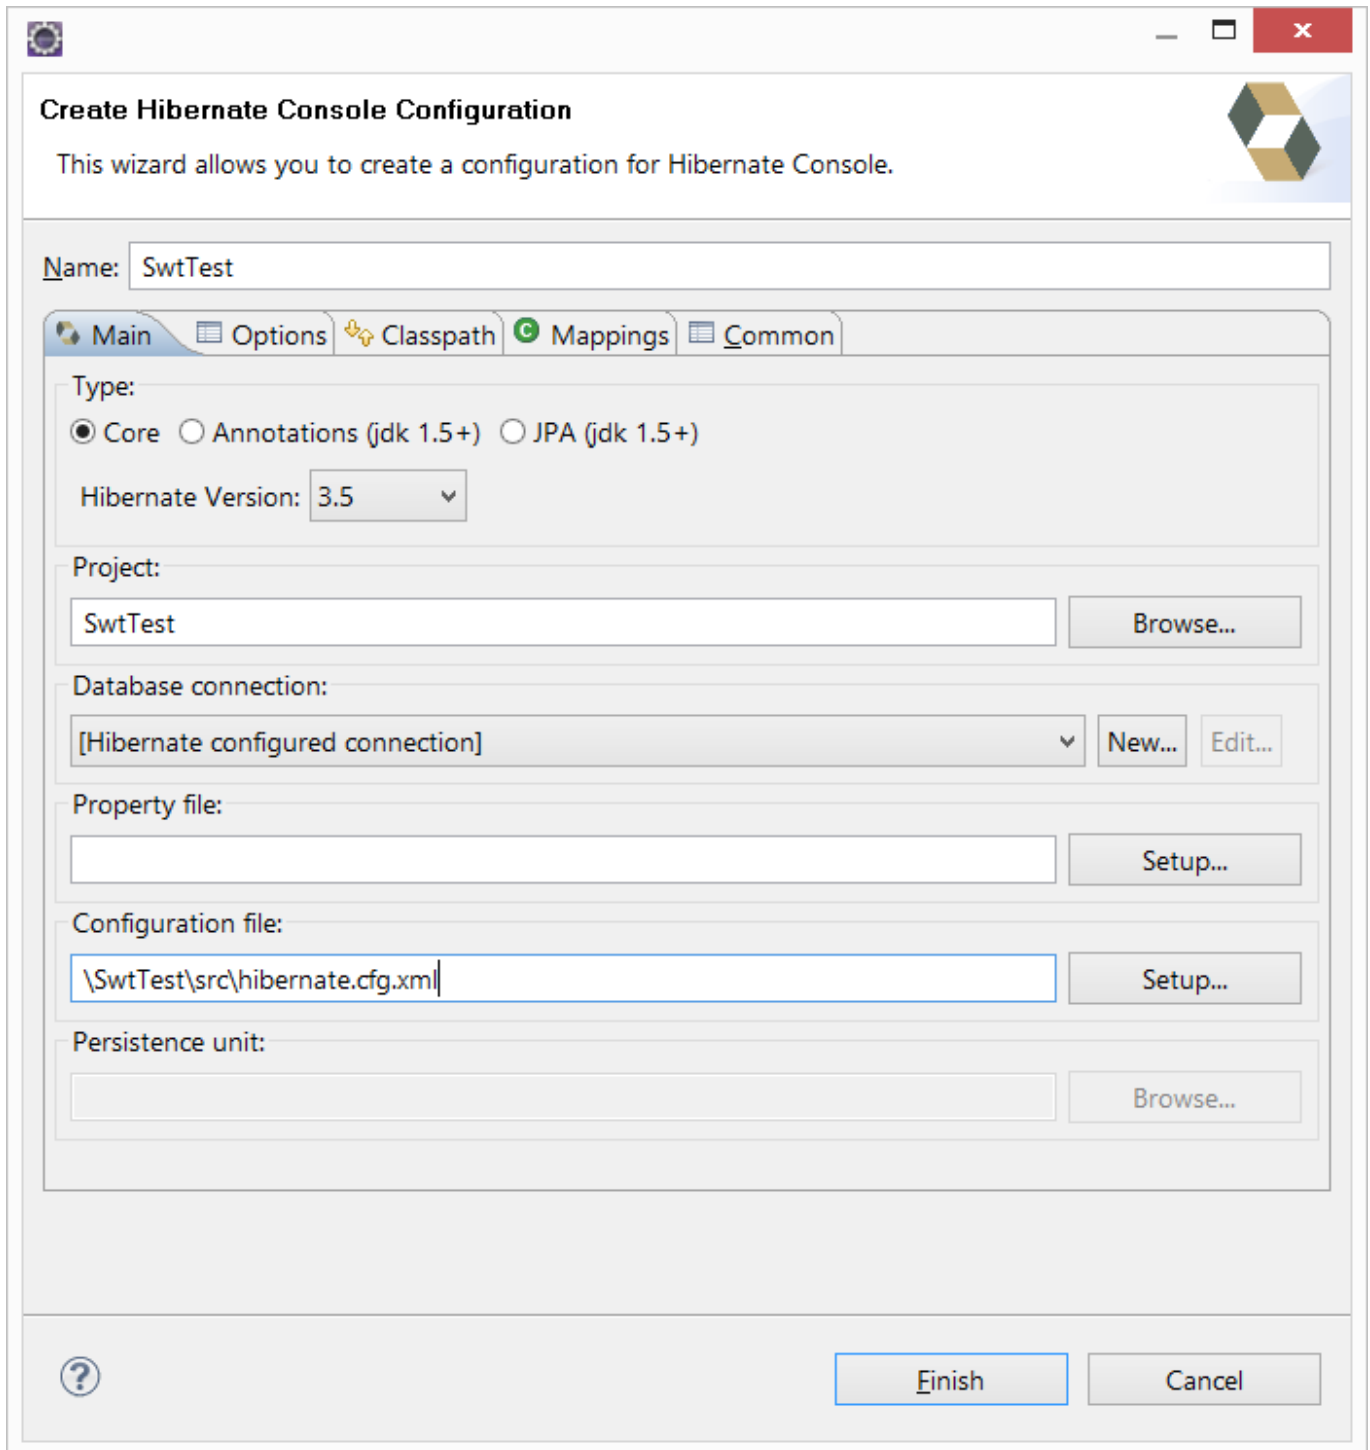 Create Hibernate Console Configuration
This wizard allows you to create a configuration for Hibernate Console.
Name: SwtTest
Main Options Classpath Mappings Common
Type:
Core Annotations (jdk 1.5+) JPA (jdk 1.5+)
Hibernate Version: 3.5
Project:
SwtTest Browse...
Database connection:
[Hibernate configured connection] New... Edit...
Property file:
Setup...
Configuration file:
\SwtTest\src\hibernate.cfg.xml Setup...
Persistence unit:
Browse...
Finish Cancel